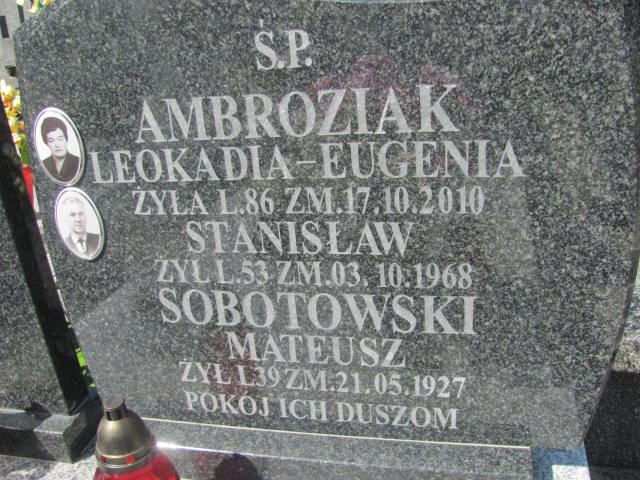 Ś.P.
AMBROZIAK
LEOKADIA-EUGENIA
ŻYŁA L.86 ZM.17.10.2010
STANISŁAW
ŻYŁ L.53 ZM.03.10.1968
SOBOTOWSKI
MATEUSZ
ŻYŁ L39 ZM.21.05.1927
POKÓJ ICH DUSZOM